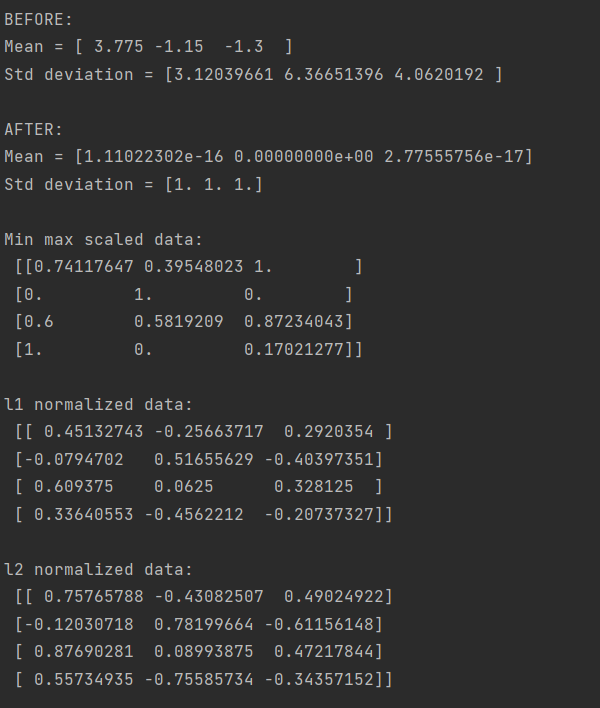 BEFORE:
Mean = [ 3.775 -1.15  -1.3  ]
Std deviation = [3.12039661 6.36651396 4.0620192 ]
AFTER:
Mean = [1.11022302e-16 0.00000000e+00 2.77555756e-17]
Std deviation = [1. 1. 1.]
Min max scaled data:
 [[0.74117647 0.39548023 1.        ]
 [0.         1.         0.        ]
 [0.6        0.5819209  0.87234043]
 [1.         0.         0.17021277]]
l1 normalized data:
 [[ 0.45132743 -0.25663717  0.2920354 ]
 [-0.0794702   0.51655629 -0.40397351]
 [ 0.609375    0.0625      0.328125  ]
 [ 0.33640553 -0.4562212  -0.20737327]]
l2 normalized data:
 [[ 0.75765788 -0.43082507  0.49024922]
 [-0.12030718  0.78199664 -0.61156148]
 [ 0.87690281  0.08993875  0.47217844]
 [ 0.55734935 -0.75585734 -0.34357152]]